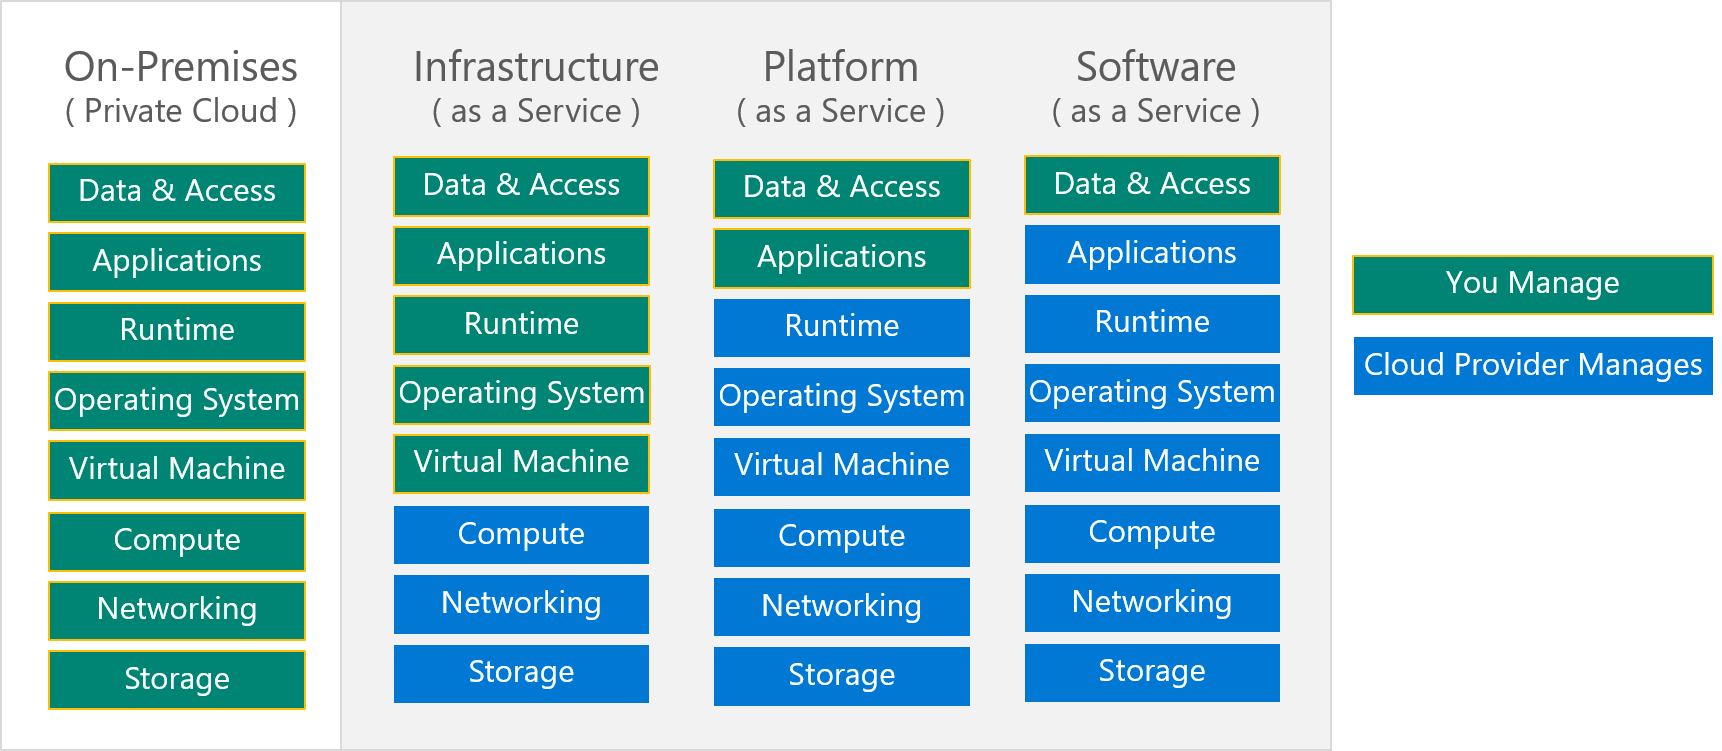 On-Premises
( Private Cloud )
Data & Access
Applications
Runtime
Operating System
Virtual Machine
Compute
Networking
Storage
Infrastructure
( as a Service )
Data & Access
Applications
Runtime
Operating System
Virtual Machine
Compute
Networking
Storage
Platform
( as a Service )
Data & Access
Applications
Runtime
Operating System
Virtual Machine
Compute
Networking
Storage
Software
( as a Service )
Data & Access
Applications
Runtime
Operating System
Virtual Machine
Compute
Networking
Storage
You Manage
Cloud Provider Manages